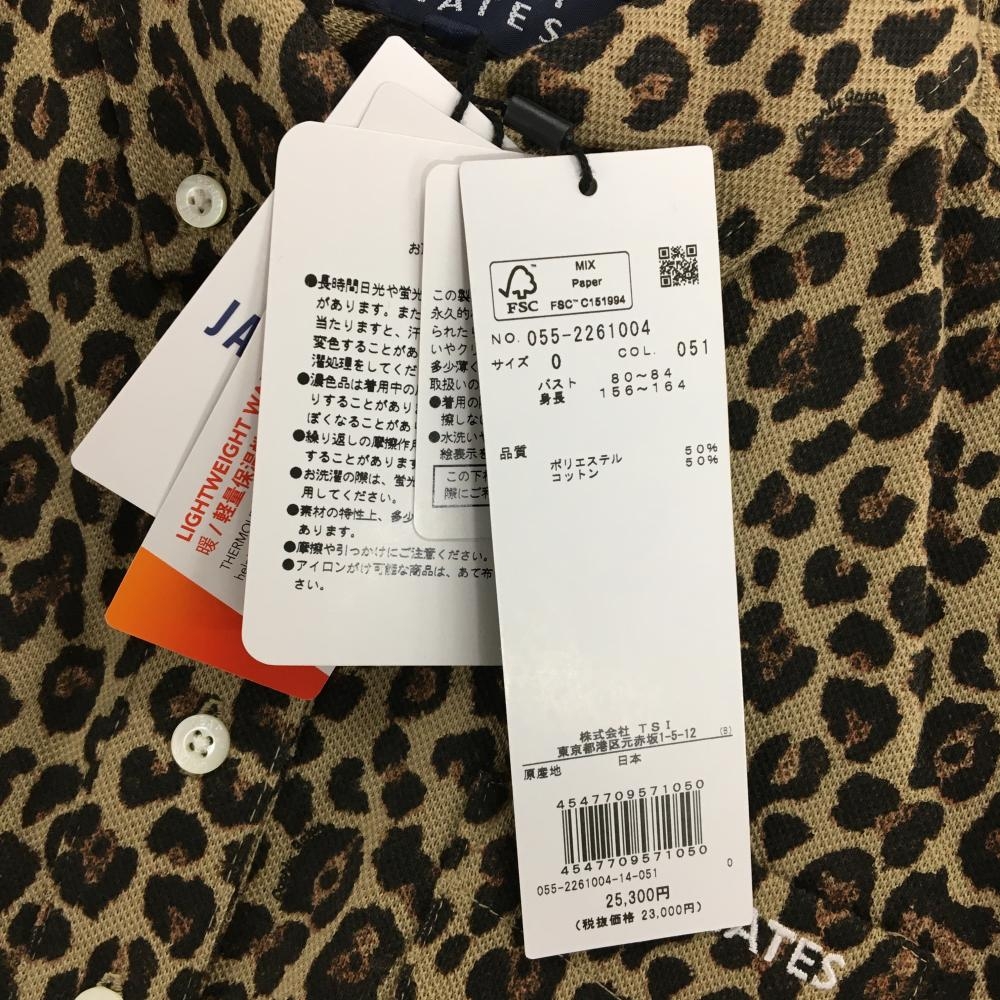 ATES
pearly gates
JA
LIGHTWEIGHT WA
暖/軽量保温
THERMOL
hel
お
●長時間日光や蛍光
があります。また
当たりますと、汗
変色することがあ
濯処理をしてくだ
●濃色品は着用中の
りすることがあり
ぽくなることがあ
●繰り返しの摩擦作用
することがあります
●お洗濯の際は、蛍光
用してください。
●素材の特性上、多少
あります。
●摩擦や引っかけにご注意ください。
●アイロンがけ可能な商品は、あて布
さい。
この製
永久的
られたり
いやクリ
多少薄く
取扱いの
●着用の
擦しな
●水洗いや
絵表示を
この下
際にご利
FSC
MIX
Paper
FSC™ C151994
NO. 055-2261004
サイズ 0 COL. 051
バスト 80~84
身長 156~164
品質
ポリエステル 50%
コットン 50%
株式会社 TSI
東京都港区元赤坂1-5-12 (B)
原産地 日本
4547709571050
4547709571050
055-2261004-14-051 0
25,300円
(税抜価格 23,000円)
ATES